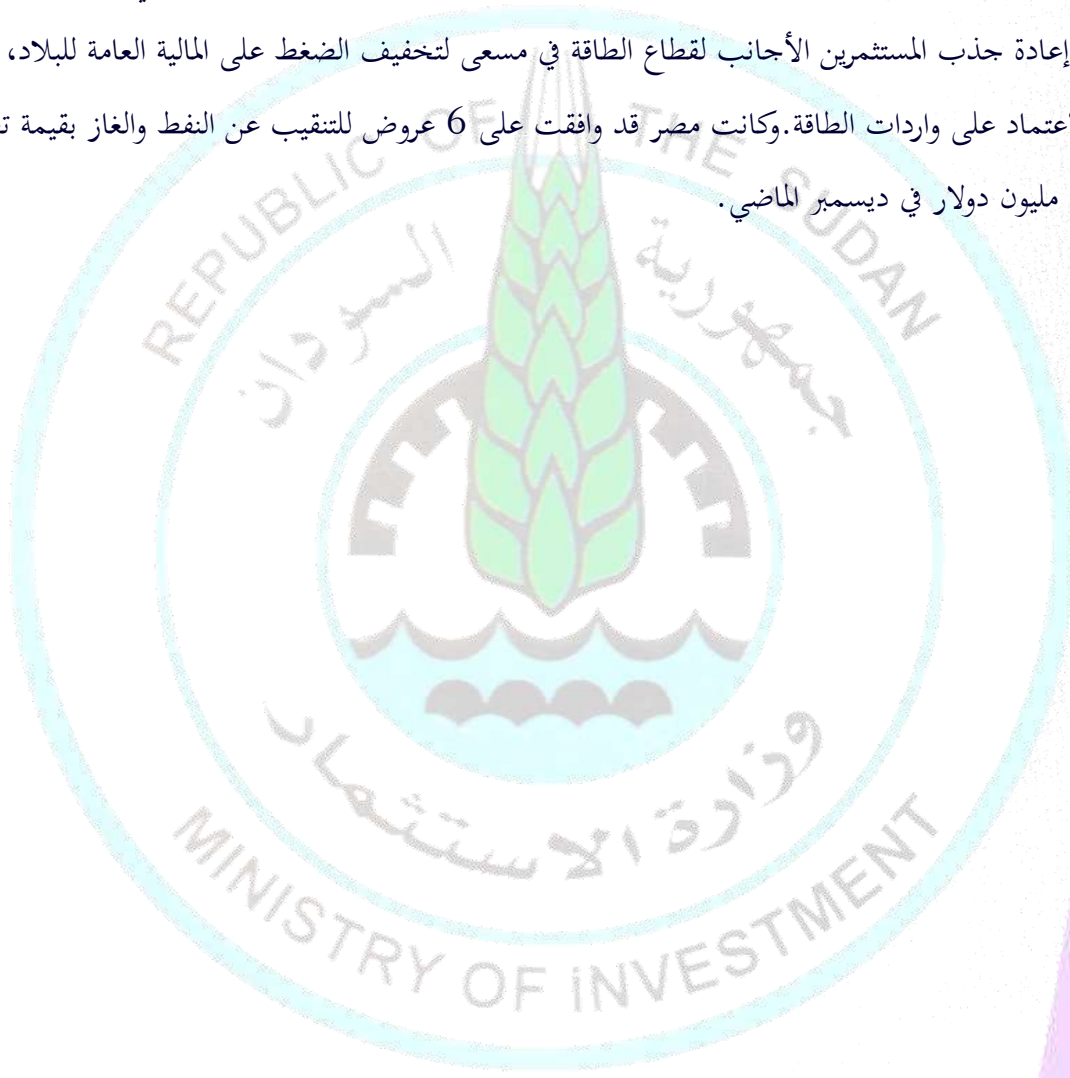 إعادة جذب المستثمرين الأجانب لقطاع الطاقة في مسعى لتخفيف الضغط على المالية العامة للبلاد،
على واردات الطاقة.وكانت مصر قد وافقت على 6 عروض للتنقيب عن النفط والغاز بقيمة
مليون دولار في ديسمبر الماضي.
REPUBLIC OF THE SUDAN
جمهورية السودان
وزارة الاستثمار
MINISTRY OF INVESTMENT